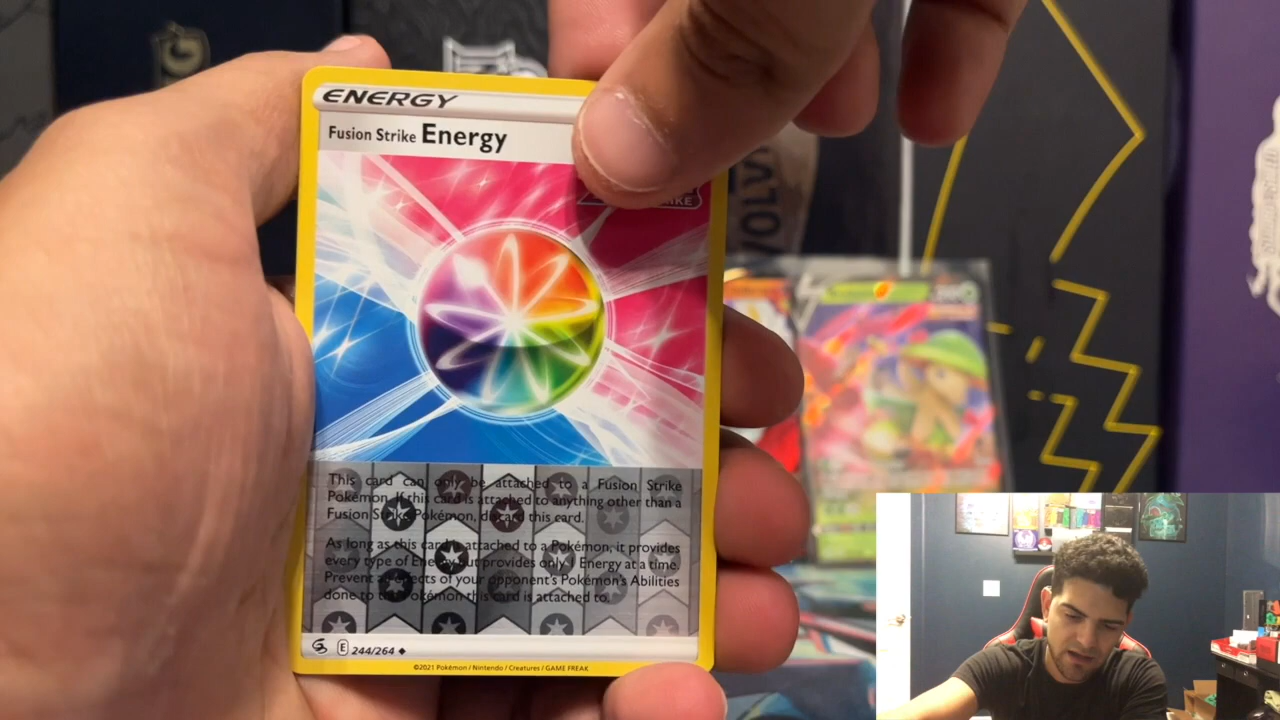 ENERGY
Fusion Strike Energy
This card can only be attached to a Fusion Strike
Pokémon. If this card is attached to anything other than a
Fusion Strike Pokémon, discard this card.
As long as this card is attached to a Pokémon, it provides
every type of Energy but provides only 1 Energy at a time.
Prevent all effects of your opponent's Pokémon's Abilities
done to the Pokémon this card is attached to.
E 244/264
©2021 Pokémon / Nintendo / Creatures / GAME FREAK